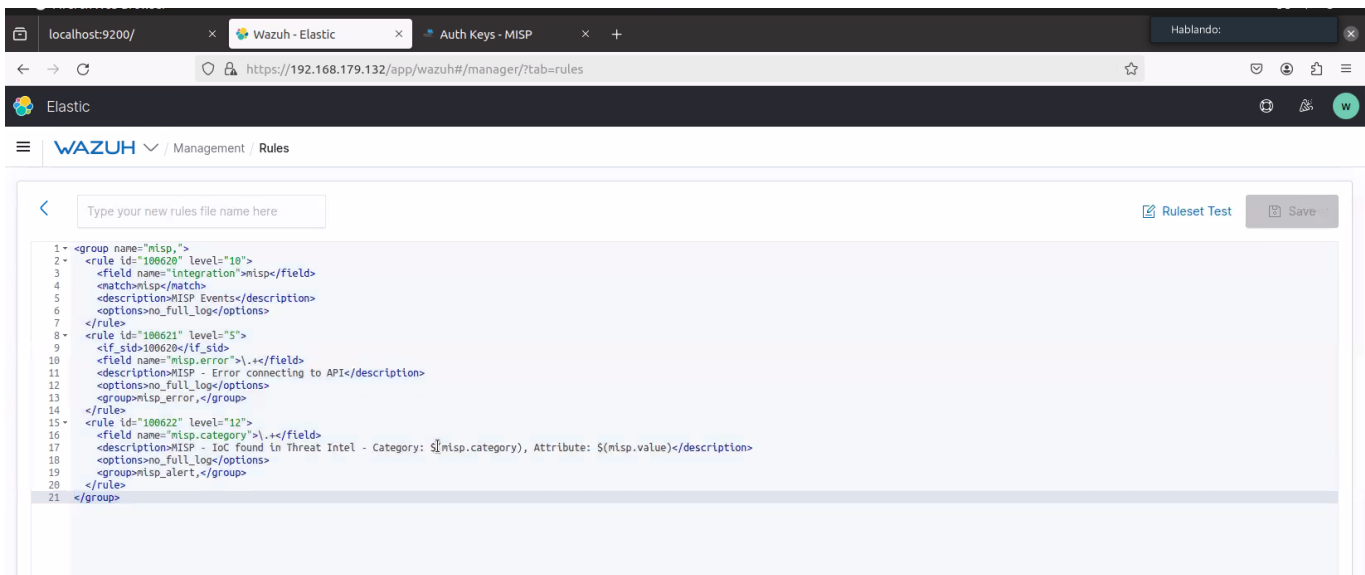 localhost:9200/
Wazuh - Elastic
Auth Keys - MISP
Hablando:
https://192.168.179.132/app/wazuh#/manager/?tab=rules
Elastic
W
WAZUH / Management / Rules
Type your new rules file name here
Ruleset Test
Save
1 <group name="misp,">
2 <rule id="100620" level="10">
3 <field name="integration">misp</field>
4 <match>misp</match>
5 <description>MISP Events</description>
6 <options>no_full_log</options>
7 </rule>
8 <rule id="100621" level="5">
9 <if_sid>100620</if_sid>
10 <field name="misp.error">\.+</field>
11 <description>MISP - Error connecting to API</description>
12 <options>no_full_log</options>
13 <group>misp_error,</group>
14 </rule>
15 <rule id="100622" level="12">
16 <field name="misp.category">\.+</field>
17 <description>MISP - IoC found in Threat Intel - Category: $(misp.category), Attribute: $(misp.value)</description>
18 <options>no_full_log</options>
19 <group>misp_alert,</group>
20 </rule>
21 </group>